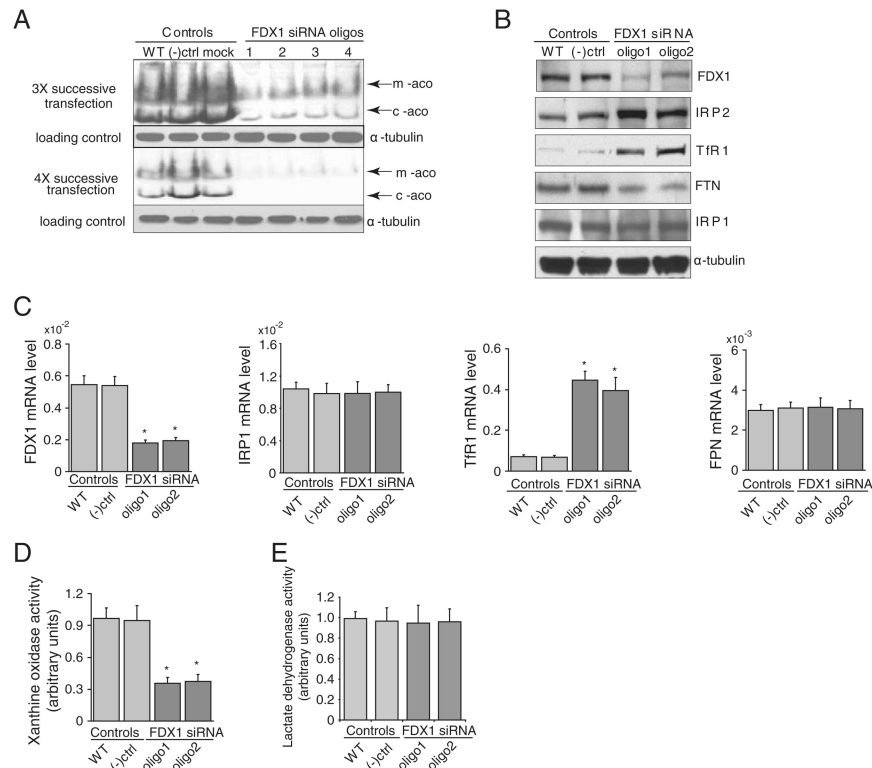 A
Controls
FDX1 siRNA oligos
WT (-)ctrl mock 1 2 3 4
3X successive transfection
m-aco
c-aco
loading control
α-tubulin
4X successive transfection
m-aco
c-aco
loading control
α-tubulin
B
Controls FDX1 siRNA
WT (-)ctrl oligo1 oligo2
FDX1
IRP2
TfR1
FTN
IRP1
α-tubulin
C
x10-2
FDX1 mRNA level
0.8
0.6
0.4
0.2
0
* *
Controls FDX1 siRNA
WT (-)ctrl oligo1 oligo2
x10-2
IRP1 mRNA level
1.6
1.2
0.8
0.4
0
Controls FDX1 siRNA
WT (-)ctrl oligo1 oligo2
TfR1 mRNA level
0.6
0.4
0.2
0
* *
Controls FDX1 siRNA
WT (-)ctrl oligo1 oligo2
x10-3
FPN mRNA level
6
4
2
0
Controls FDX1 siRNA
WT (-)ctrl oligo1 oligo2
D
Xanthine oxidase activity
(arbitrary units)
1.2
0.9
0.6
0.3
0
* *
Controls FDX1 siRNA
WT (-)ctrl oligo1 oligo2
E
Lactate dehydrogenase activity
(arbitrary units)
1.2
1.0
0.8
0.6
0.4
0.2
0
Controls FDX1 siRNA
WT (-)ctrl oligo1 oligo2